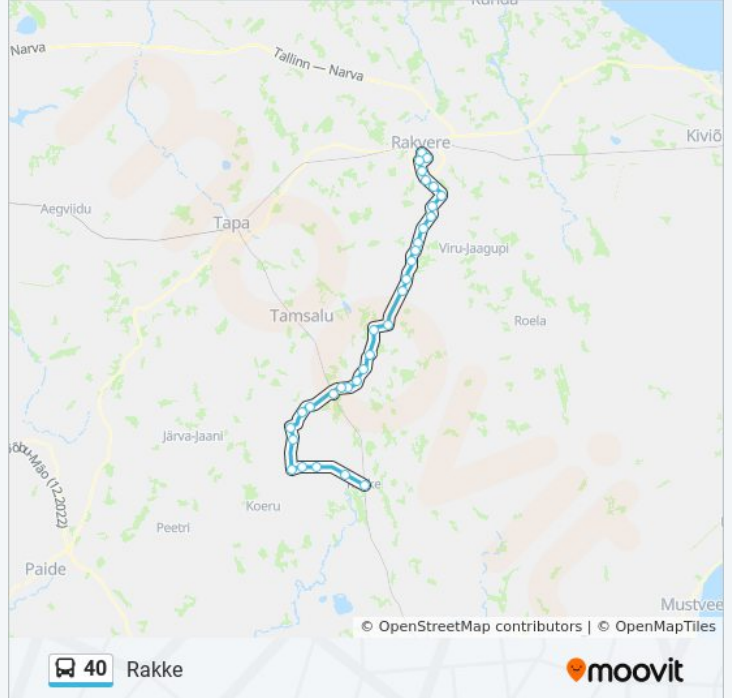 Kunda
Narva
Tallinn — Narva
Rakvere
Kiviõ
Aegviidu
Tapa
Viru-Jaagupi
Tamsalu
Roela
Järva-Jaani
Mäo (12.2022)
Koeru
Peetri
Paide
Mustvee
moovit
© OpenStreetMap contributors | © OpenMapTiles
40 Rakke
moovit